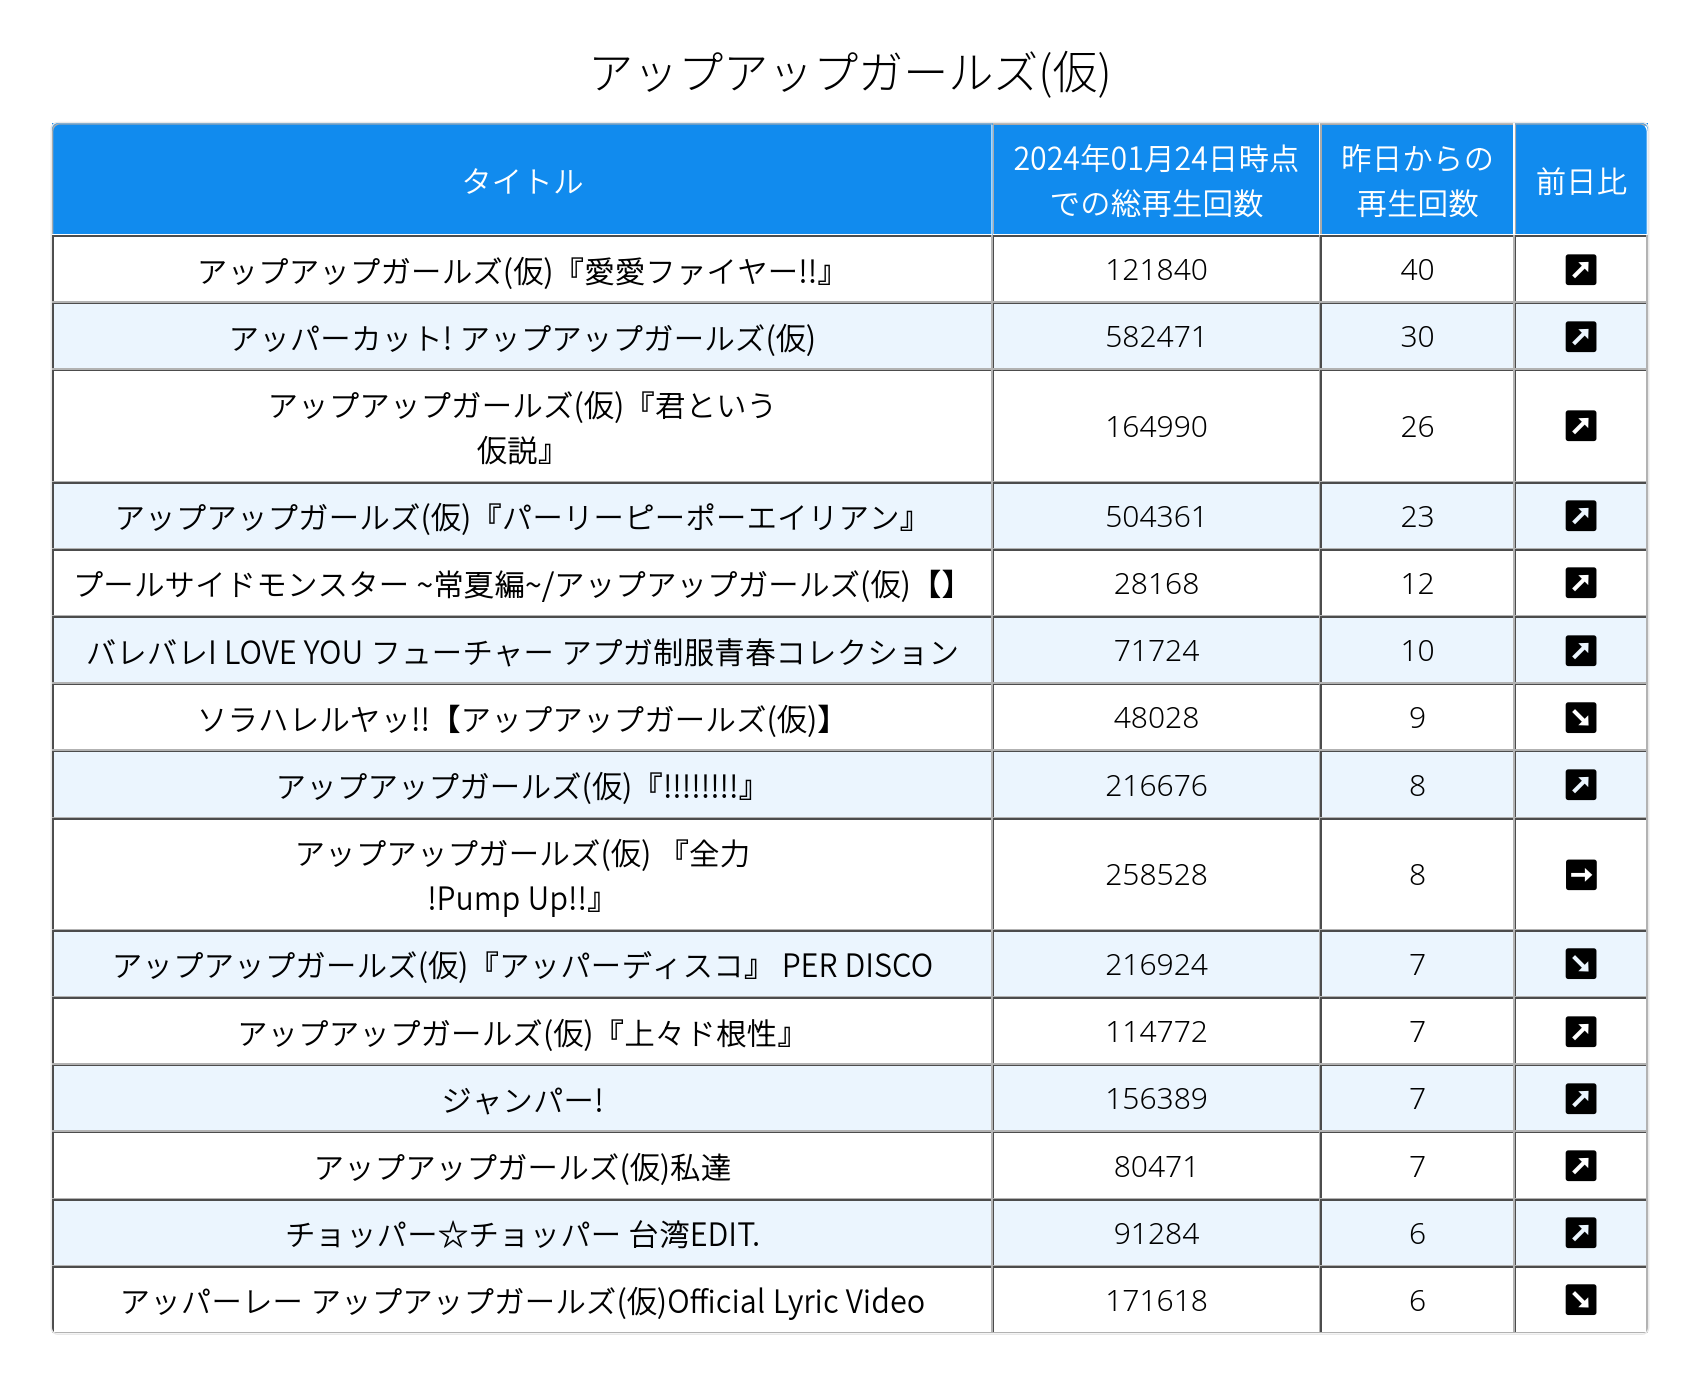 アップアップガールズ(仮)
タイトル 2024年01月24日時点での総再生回数 昨日からの再生回数 前日比
アップアップガールズ(仮)『愛愛ファイヤー!!』 121840 40 ↗
アッパーカット! アップアップガールズ(仮) 582471 30 ↗
アップアップガールズ(仮)『君という
仮説』 164990 26 ↗
アップアップガールズ(仮)『パーリーピーポーエイリアン』 504361 23 ↗
プールサイドモンスター ~常夏編~/アップアップガールズ(仮)【】 28168 12 ↗
バレバレI LOVE YOU フューチャー アプガ制服青春コレクション 71724 10 ↗
ソラハレルヤッ!!【アップアップガールズ(仮)】 48028 9 ↘
アップアップガールズ(仮)『!!!!!!!!』 216676 8 ↗
アップアップガールズ(仮) 『全力
!Pump Up!!』 258528 8 →
アップアップガールズ(仮)『アッパーディスコ』 PER DISCO 216924 7 ↘
アップアップガールズ(仮)『上々ド根性』 114772 7 ↗
ジャンパー! 156389 7 ↗
アップアップガールズ(仮)私達 80471 7 ↗
チョッパー☆チョッパー 台湾EDIT. 91284 6 ↗
アッパーレー アップアップガールズ(仮)Official Lyric Video 171618 6 ↘